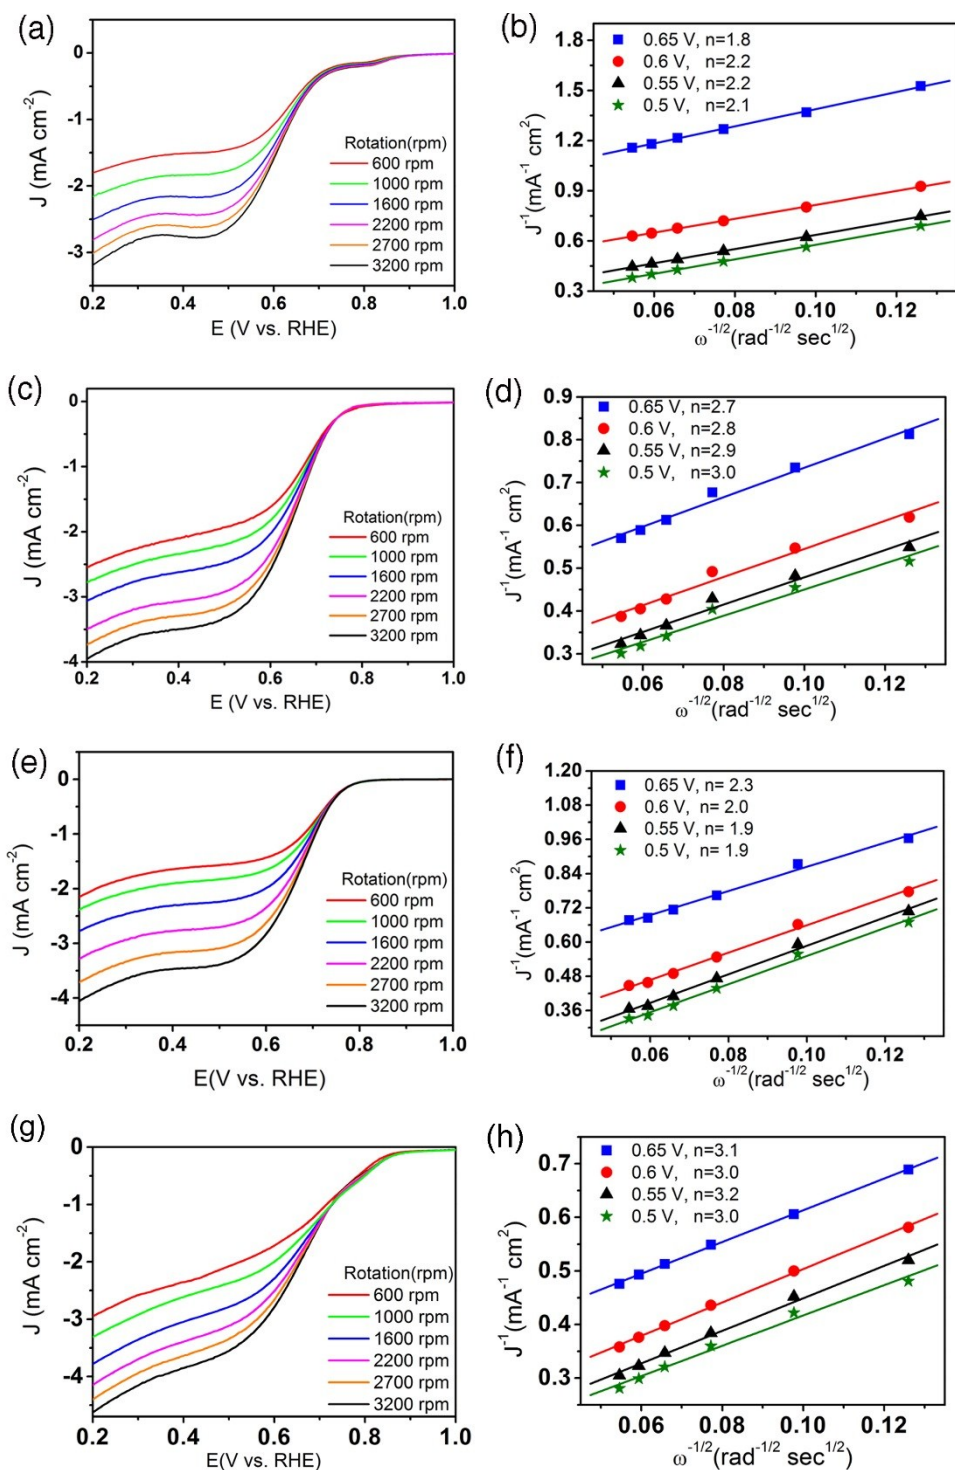 (a)
0
-1
-2
-3
J (mA cm-2)
0.2 0.4 0.6 0.8 1.0
E (V vs. RHE)
Rotation(rpm)
600 rpm
1000 rpm
1600 rpm
2200 rpm
2700 rpm
3200 rpm
(b)
1.8
1.5
1.2
0.9
0.6
0.3
J-1(mA-1 cm2)
0.65 V, n=1.8
0.6 V, n=2.2
0.55 V, n=2.2
0.5 V, n=2.1
0.06 0.08 0.10 0.12
ω-1/2(rad-1/2 sec1/2)
(c)
0
-1
-2
-3
-4
J (mA cm-2)
0.2 0.4 0.6 0.8 1.0
E (V vs. RHE)
Rotation(rpm)
600 rpm
1000 rpm
1600 rpm
2200 rpm
2700 rpm
3200 rpm
(d)
0.9
0.8
0.7
0.6
0.5
0.4
0.3
J-1(mA-1 cm2)
0.65 V, n=2.7
0.6 V, n=2.8
0.55 V, n=2.9
0.5 V, n=3.0
0.06 0.08 0.10 0.12
ω-1/2(rad-1/2 sec1/2)
(e)
0
-1
-2
-3
-4
J (mA cm-2)
0.2 0.4 0.6 0.8 1.0
E(V vs. RHE)
Rotation(rpm)
600 rpm
1000 rpm
1600 rpm
2200 rpm
2700 rpm
3200 rpm
(f)
1.20
1.08
0.96
0.84
0.72
0.60
0.48
0.36
J-1(mA-1 cm2)
0.65 V, n= 2.3
0.6 V, n= 2.0
0.55 V, n= 1.9
0.5 V, n= 1.9
0.06 0.08 0.10 0.12
ω-1/2(rad-1/2 sec1/2)
(g)
0
-1
-2
-3
-4
J (mA cm-2)
0.2 0.4 0.6 0.8 1.0
E(V vs. RHE)
Rotation(rpm)
600 rpm
1000 rpm
1600 rpm
2200 rpm
2700 rpm
3200 rpm
(h)
0.7
0.6
0.5
0.4
0.3
J-1(mA-1 cm2)
0.65 V, n=3.1
0.6 V, n=3.0
0.55 V, n=3.2
0.5 V, n=3.0
0.06 0.08 0.10 0.12
ω-1/2(rad-1/2 sec1/2)